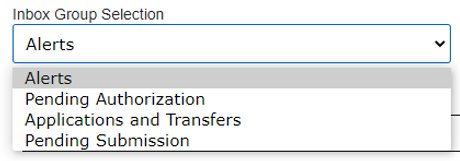 Inbox Group Selection
Alerts
Alerts
Pending Authorization
Applications and Transfers
Pending Submission